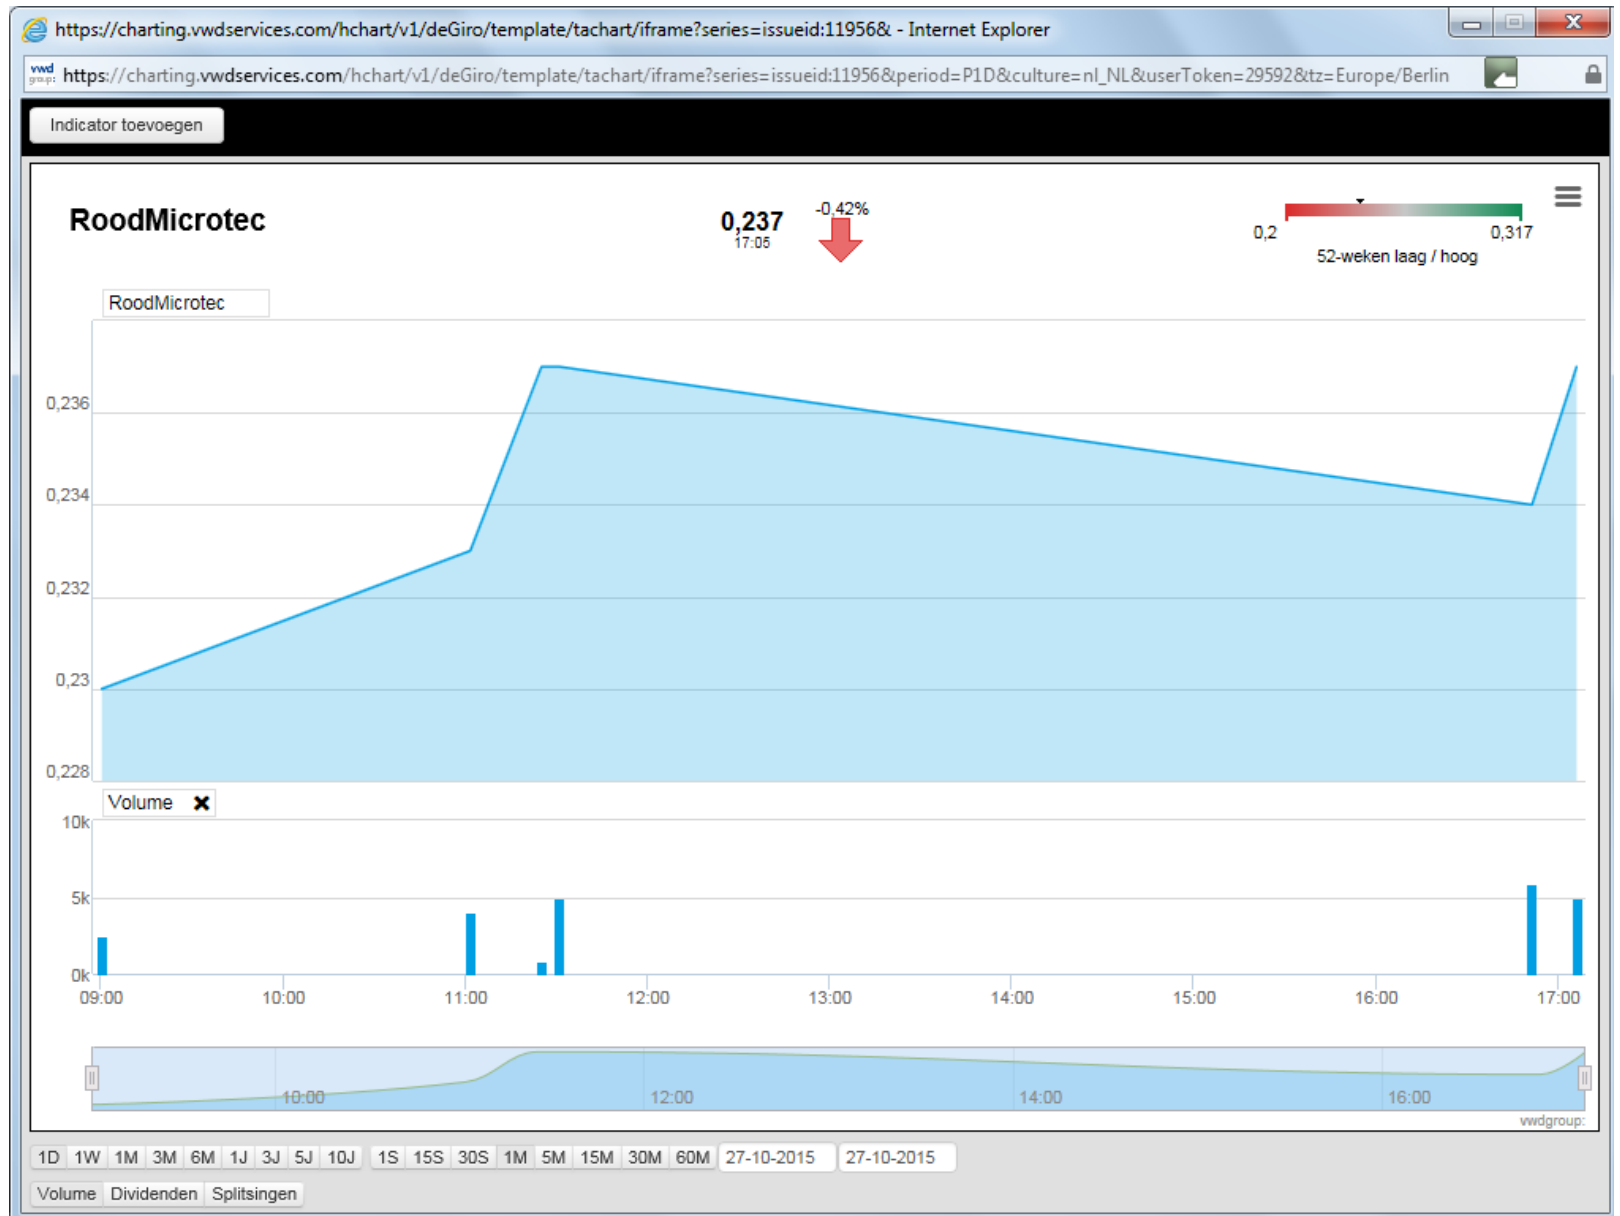 https://charting.vwdservices.com/hchart/v1/deGiro/template/tachart/iframe?series=issueid:11956& - Internet Explorer
vwd group: https://charting.vwdservices.com/hchart/v1/deGiro/template/tachart/iframe?series=issueid:11956&period=P1D&culture=nl_NL&userToken=29592&tz=Europe/Berlin
Indicator toevoegen
RoodMicrotec
0,237
17:05
-0,42%
0,2 0,317
52-weken laag / hoog
RoodMicrotec
0,236
0,234
0,232
0,23
0,228
Volume
10k
5k
0k
09:00 10:00 11:00 12:00 13:00 14:00 15:00 16:00 17:00
10:00 12:00 14:00 16:00
vwdgroup:
1D 1W 1M 3M 6M 1J 3J 5J 10J 1S 15S 30S 1M 5M 15M 30M 60M 27-10-2015 27-10-2015
Volume Dividenden Splitsingen